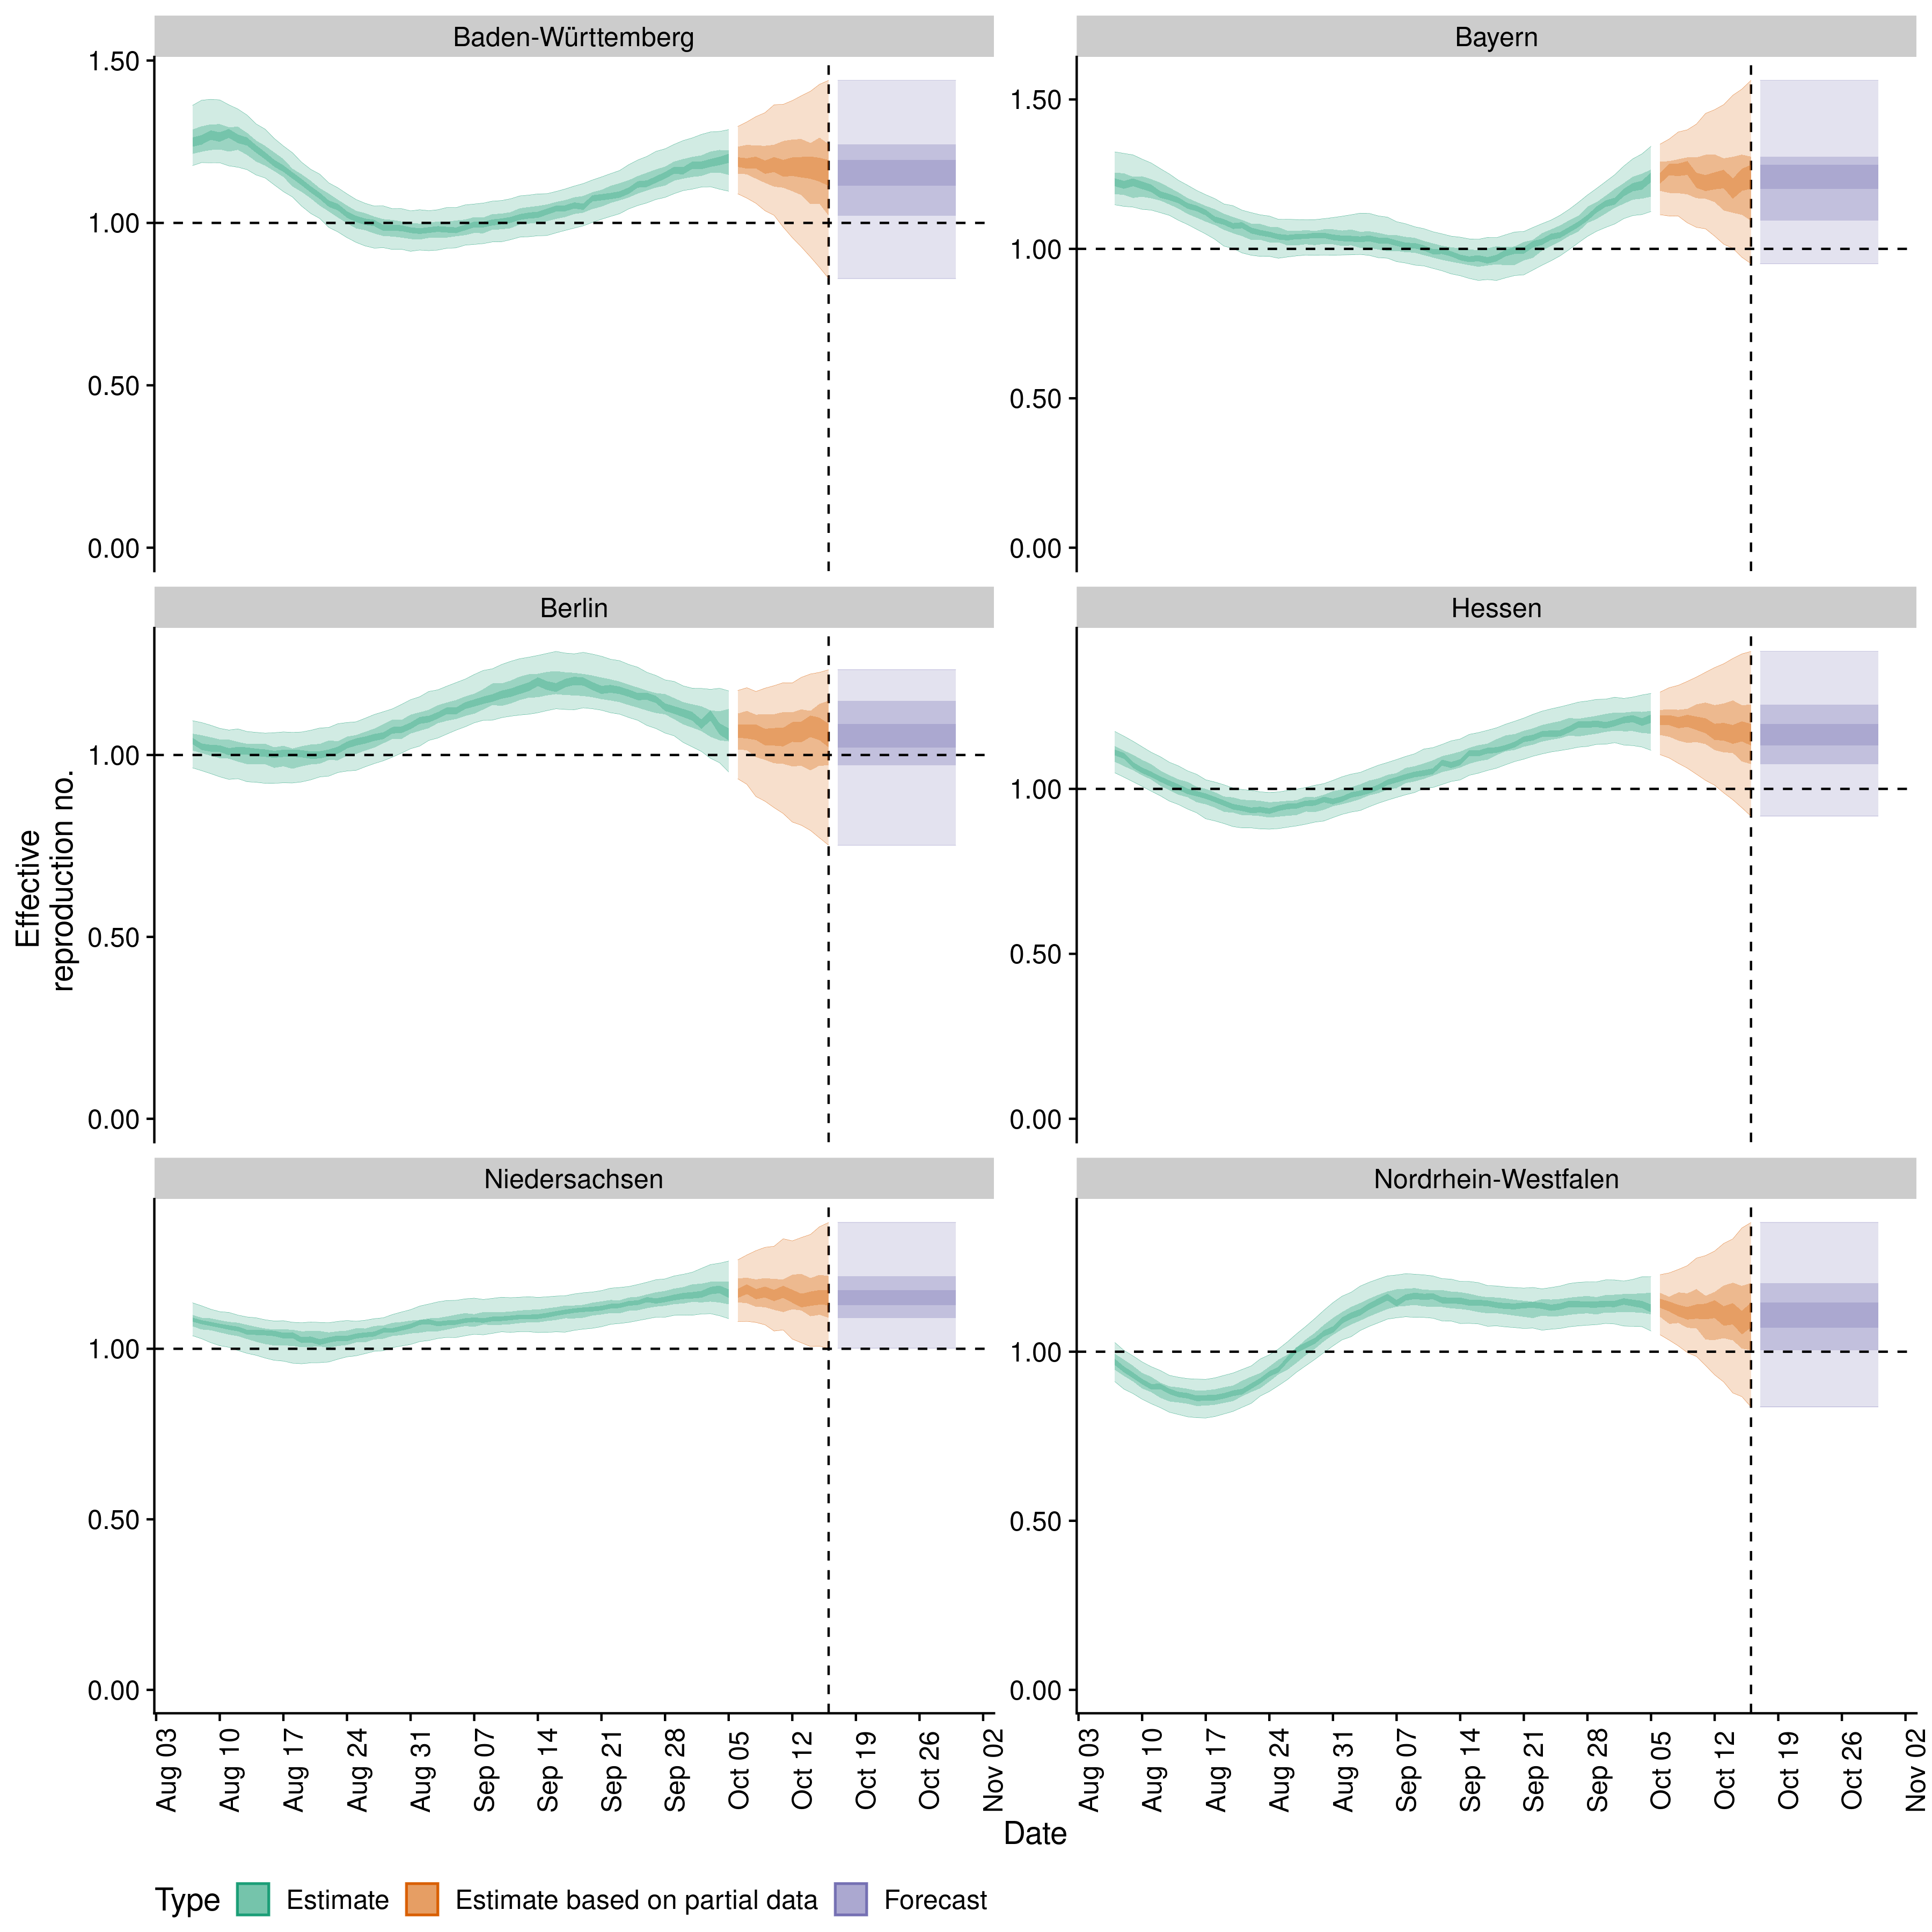 Baden-Württemberg
Bayern
1.50
1.00
0.50
0.00
1.50
1.00
0.50
0.00
Berlin
Hessen
1.00
0.50
0.00
1.00
0.50
0.00
Effective
reproduction no.
Niedersachsen
Nordrhein-Westfalen
1.00
0.50
0.00
1.00
0.50
0.00
Aug 03 Aug 10 Aug 17 Aug 24 Aug 31 Sep 07 Sep 14 Sep 21 Sep 28 Oct 05 Oct 12 Oct 19 Oct 26 Nov 02
Aug 03 Aug 10 Aug 17 Aug 24 Aug 31 Sep 07 Sep 14 Sep 21 Sep 28 Oct 05 Oct 12 Oct 19 Oct 26 Nov 02
Date
Type Estimate Estimate based on partial data Forecast